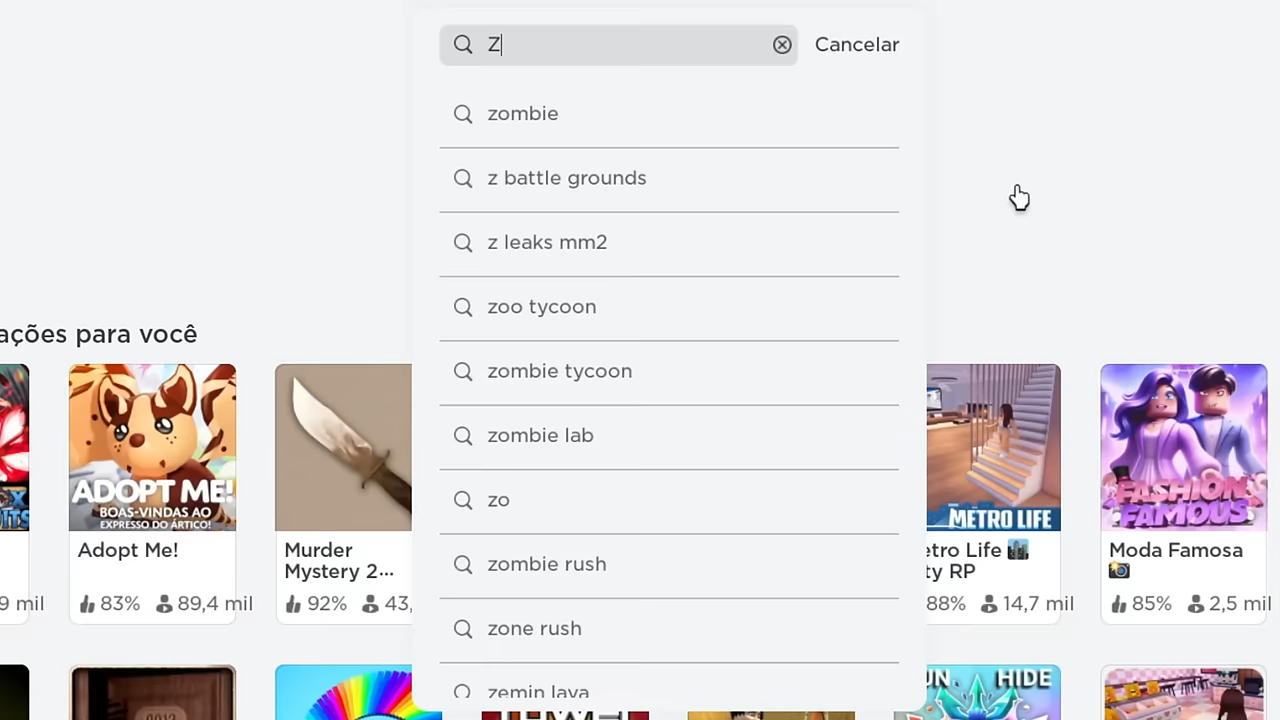 Z
Cancelar
zombie
z battle grounds
z leaks mm2
zoo tycoon
zombie tycoon
zombie lab
zo
zombie rush
zone rush
zemin lava
ações para você
ADOPT ME!
BOAS-VINDAS AO
EXPRESSO DO ÁRTICO!
METRO LIFE
FASHION
FAMOUS
Adopt Me!
Murder
Mystery 2...
etro Life
ty RP
Moda Famosa
9 mil
83%
89,4 mil
92%
43,
88%
14,7 mil
85%
2,5 mil
HIDE